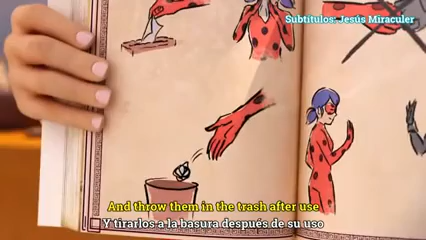 Subtítulos: Jesús Miraculer
And throw them in the trash after use
Y tirarlos a la basura después de su uso